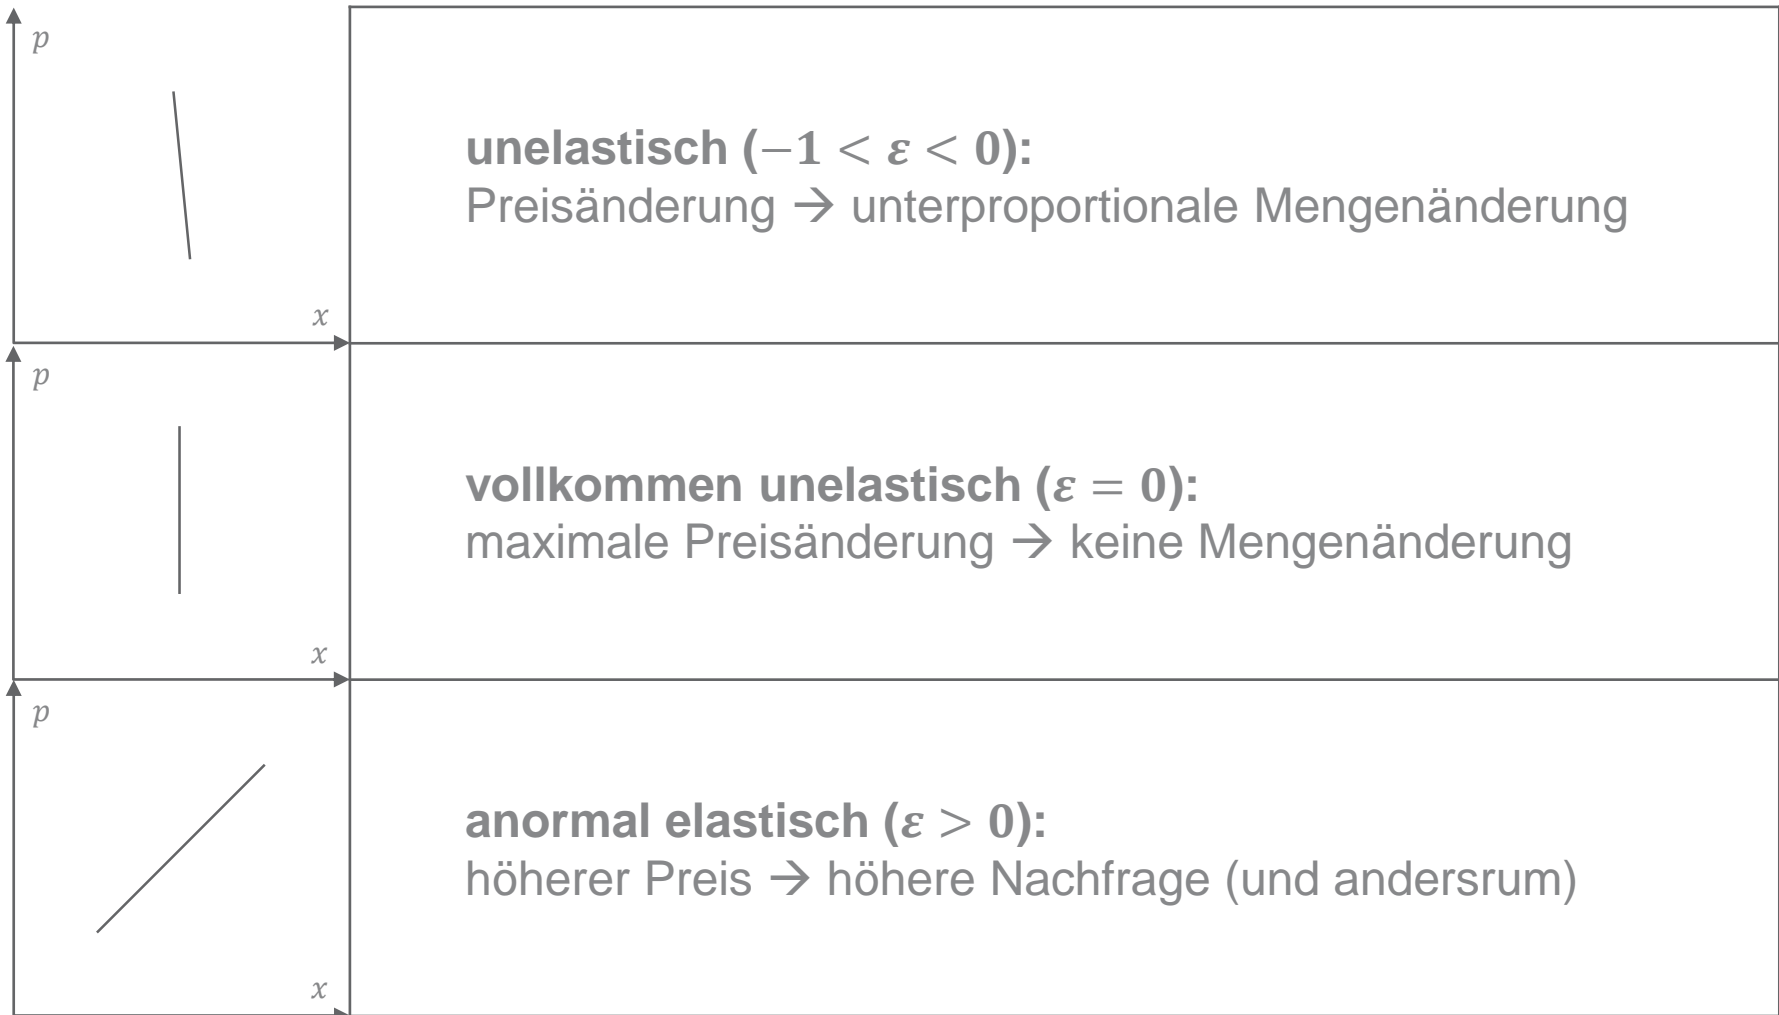 p
unelastisch (−1 < ε < 0):
Preisänderung → unterproportionale Mengenänderung
x
p
vollkommen unelastisch (ε = 0):
maximale Preisänderung → keine Mengenänderung
x
p
anormal elastisch (ε > 0):
höherer Preis → höhere Nachfrage (und andersrum)
x